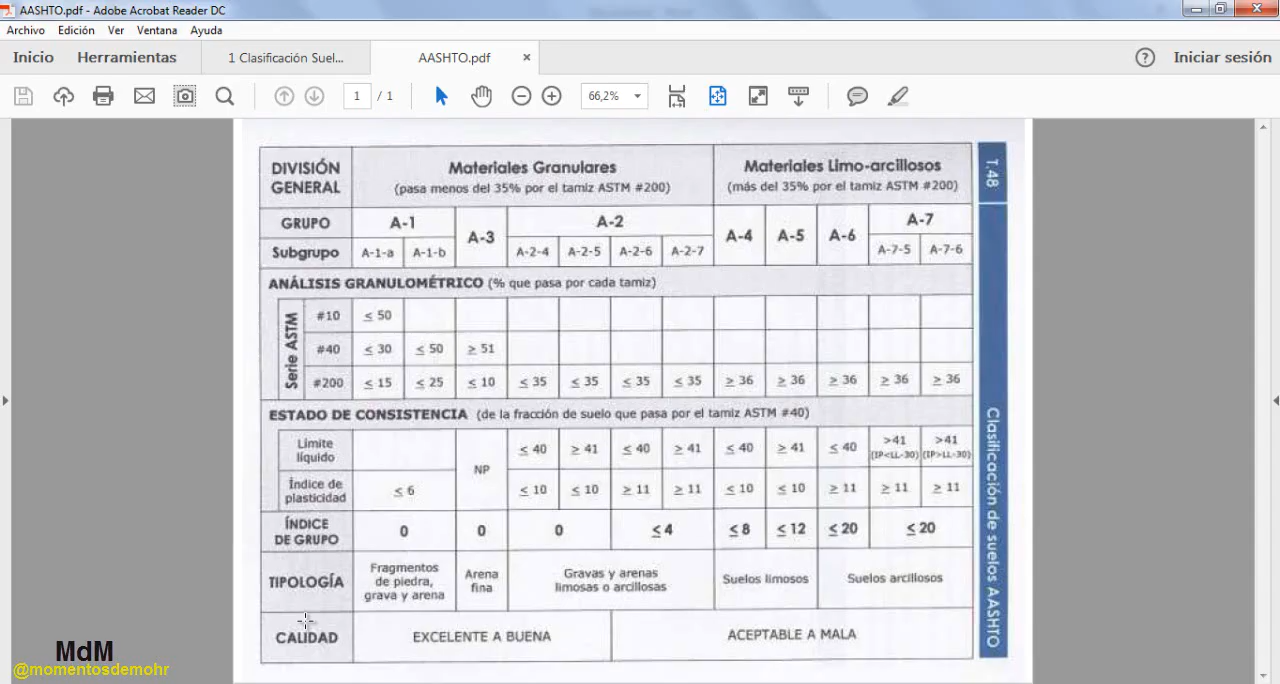 AASHTO.pdf - Adobe Acrobat Reader DC
Archivo Edición Ver Ventana Ayuda
Inicio Herramientas 1 Clasificación Suel... AASHTO.pdf × ? Iniciar sesión
1 / 1 66,2%
DIVISIÓN GENERAL
Materiales Granulares
(pasa menos del 35% por el tamiz ASTM #200)
Materiales Limo-arcillosos
(más del 35% por el tamiz ASTM #200)
GRUPO A-1 A-3 A-2 A-4 A-5 A-6 A-7
Subgrupo A-1-a A-1-b A-2-4 A-2-5 A-2-6 A-2-7 A-7-5 A-7-6
ANÁLISIS GRANULOMÉTRICO (% que pasa por cada tamiz)
Serie ASTM
#10 ≤ 50
#40 ≤ 30 ≤ 50 ≥ 51
#200 ≤ 15 ≤ 25 ≤ 10 ≤ 35 ≤ 35 ≤ 35 ≤ 35 ≥ 36 ≥ 36 ≥ 36 ≥ 36 ≥ 36
ESTADO DE CONSISTENCIA (de la fracción de suelo que pasa por el tamiz ASTM #40)
Límite líquido NP ≤ 40 ≥ 41 ≤ 40 ≥ 41 ≤ 40 ≥ 41 ≤ 40 >41 (IP<LL-30) >41 (IP>LL-30)
Índice de plasticidad ≤ 6 ≤ 10 ≤ 10 ≥ 11 ≥ 11 ≤ 10 ≤ 10 ≥ 11 ≥ 11 ≥ 11
ÍNDICE DE GRUPO 0 0 0 ≤ 4 ≤ 8 ≤ 12 ≤ 20 ≤ 20
TIPOLOGÍA
Fragmentos de piedra, grava y arena
Arena fina
Gravas y arenas limosas o arcillosas
Suelos limosos
Suelos arcillosos
CALIDAD EXCELENTE A BUENA ACEPTABLE A MALA
T.48
Clasificación de suelos AASHTO
MdM
@momentosdemohr